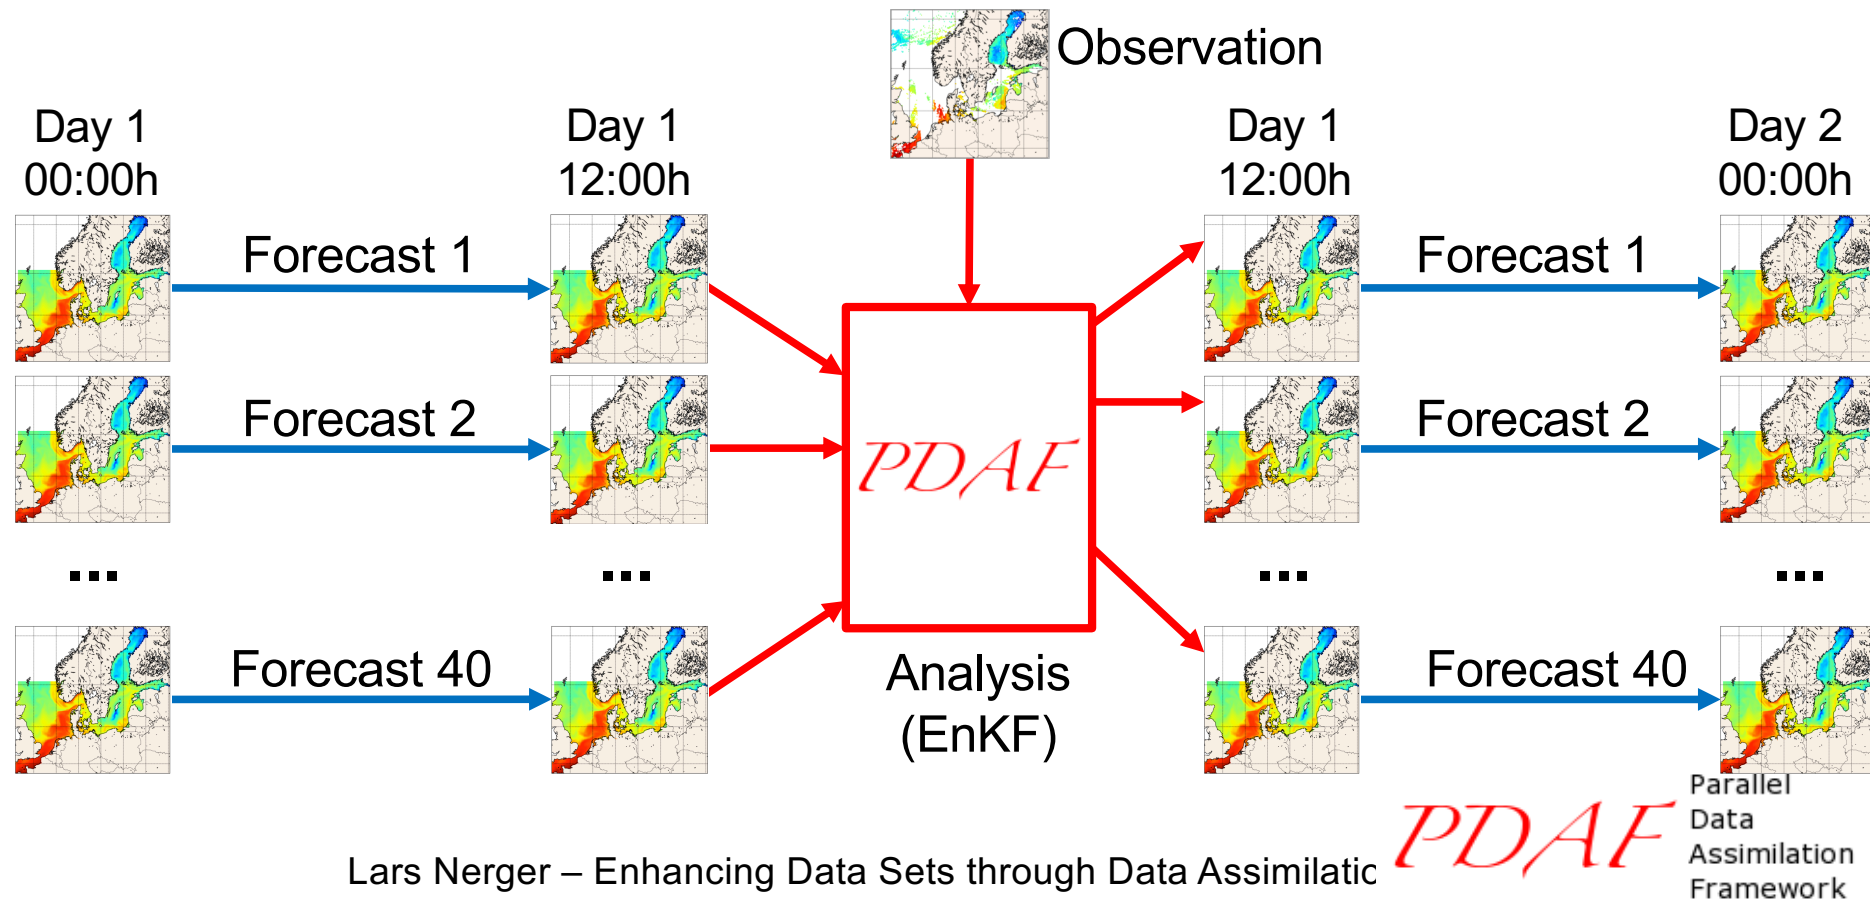 Observation
Day 1
00:00h
Day 1
12:00h
Day 1
12:00h
Day 2
00:00h
Forecast 1
Forecast 1
Forecast 2
Forecast 2
PDAF
...
...
...
...
Forecast 40
Forecast 40
Analysis
(EnKF)
PDAF
Parallel
Data
Assimilation
Framework
Lars Nerger – Enhancing Data Sets through Data Assimilatic